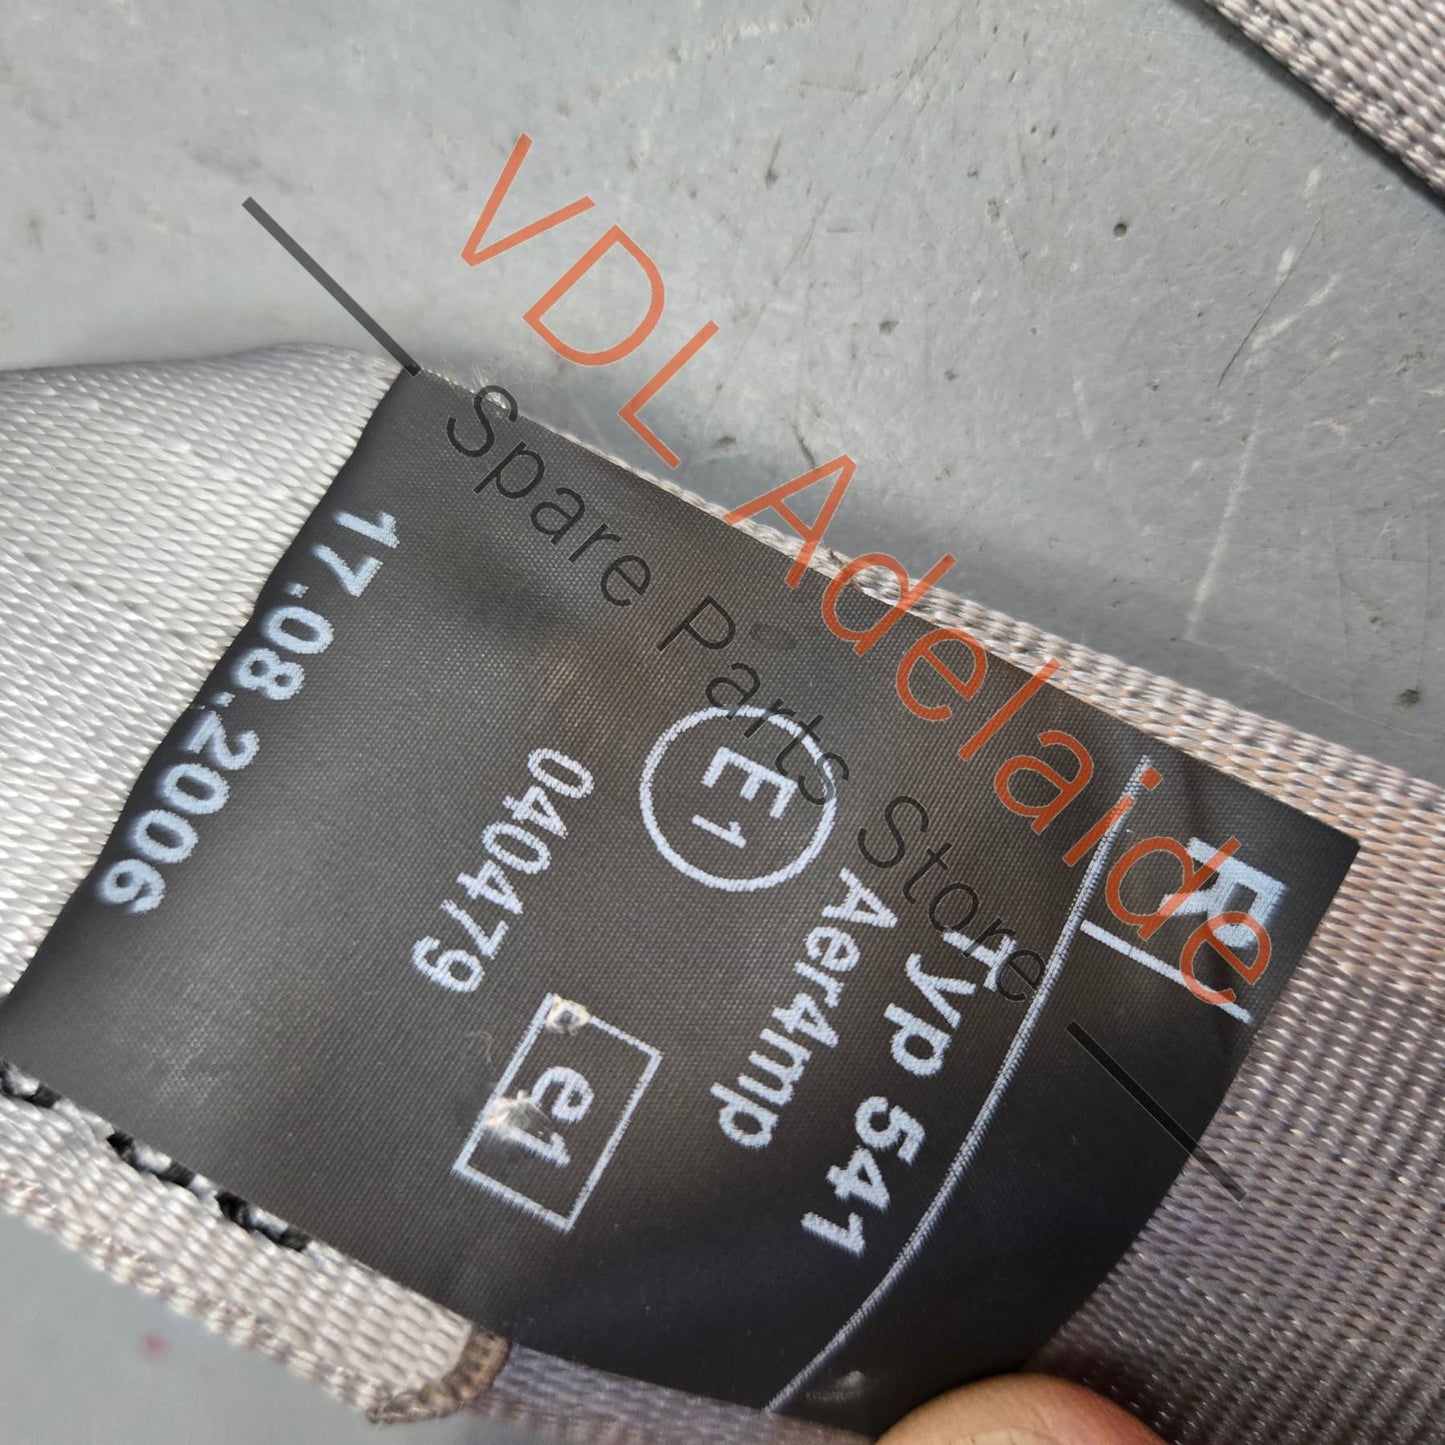 VDL Adelaide
Spare Parts Store
R
Typ 541
Aer4mp
E1
e1
040479
17.08.2006